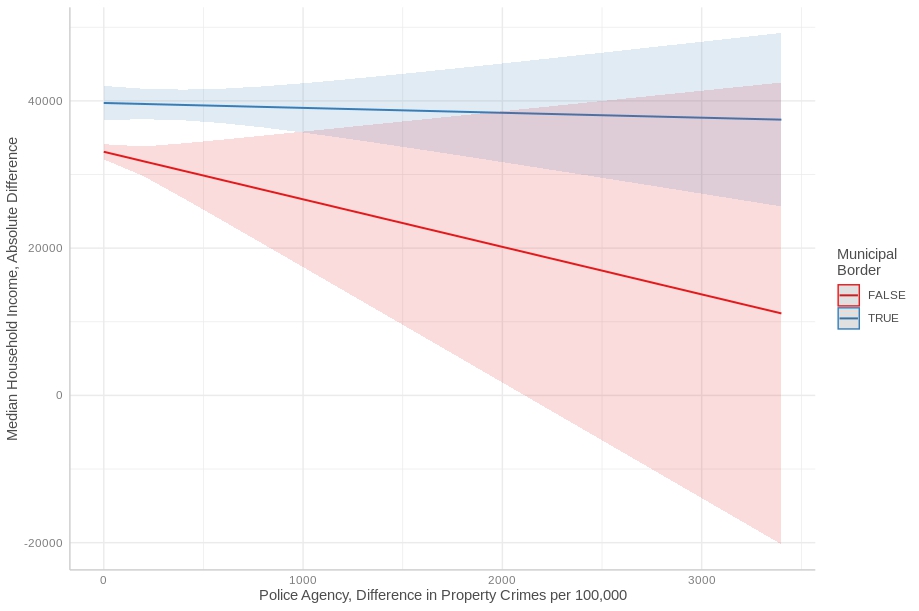 Median Household Income, Absolute Difference
40000
20000
0
-20000
0
1000
2000
3000
Police Agency, Difference in Property Crimes per 100,000
Municipal
Border
FALSE
TRUE